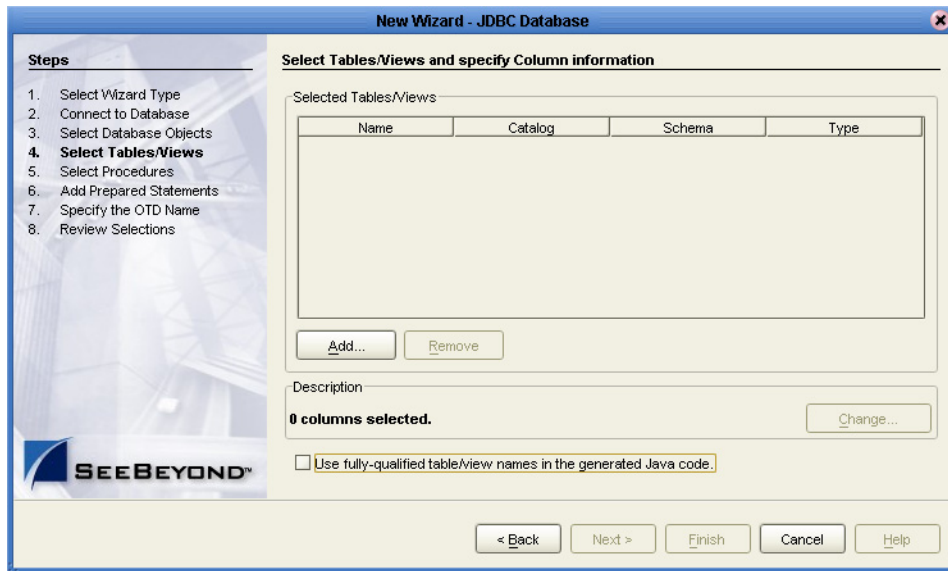 New Wizard - JDBC Database
Steps
1. Select Wizard Type
2. Connect to Database
3. Select Database Objects
4. Select Tables/Views
5. Select Procedures
6. Add Prepared Statements
7. Specify the OTD Name
8. Review Selections
SEEBEYOND™
Select Tables/Views and specify Column information
Selected Tables/Views
Name Catalog Schema Type
Add... Remove
Description
0 columns selected. Change...
Use fully-qualified table/view names in the generated Java code.
< Back Next > Finish Cancel Help